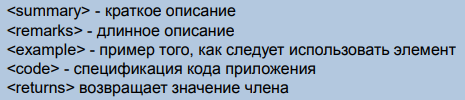 <summary> - краткое описание
<remarks> - длинное описание
<example> - пример того, как следует использовать элемент
<code> - спецификация кода приложения
<returns> возвращает значение члена